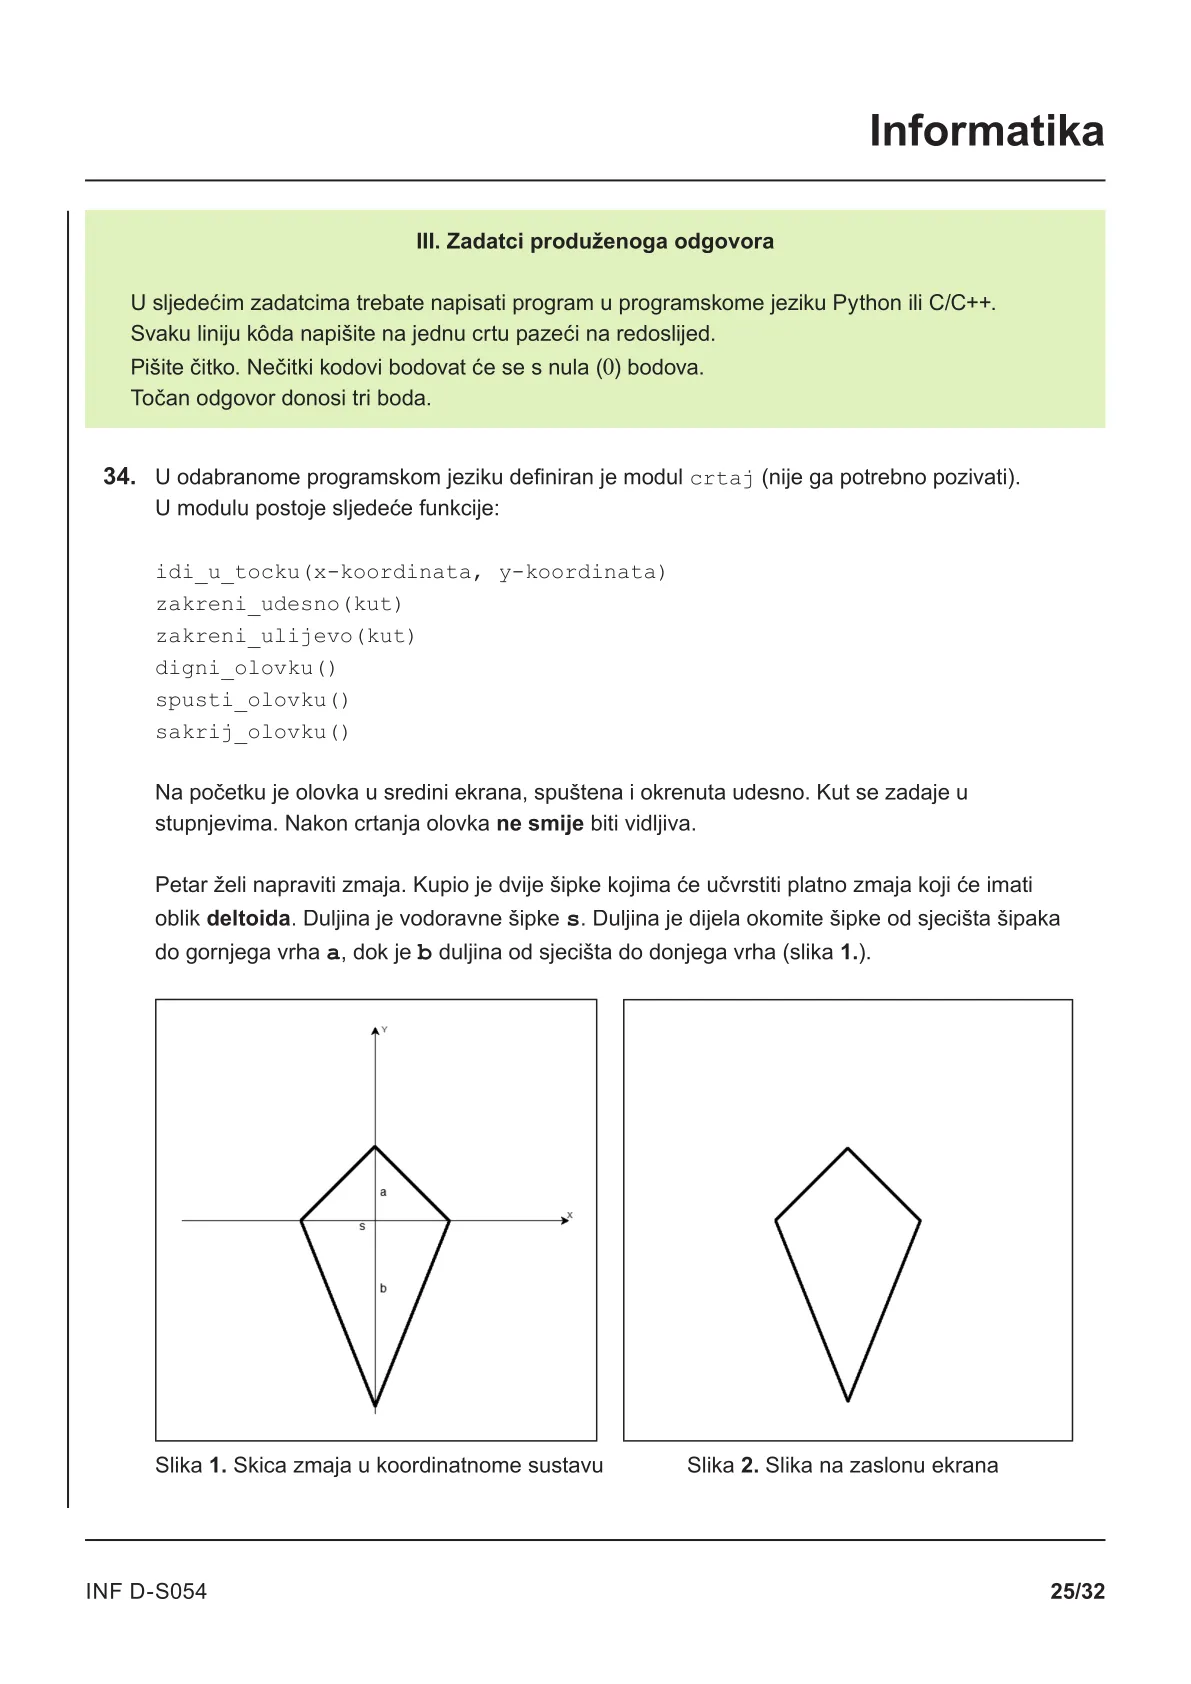 Informatika
III. Zadatci produženoga odgovora
U sljedećim zadatcima trebate napisati program u programskome jeziku Python ili C/C++.
Svaku liniju kôda napišite na jednu crtu pazeći na redoslijed.
Pišite čitko. Nečitki kodovi bodovat će se s nula (0) bodova.
Točan odgovor donosi tri boda.
34. U odabranome programskom jeziku definiran je modul crtaj (nije ga potrebno pozivati).
U modulu postoje sljedeće funkcije:
idi_u_tocku(x-koordinata, y-koordinata)
zakreni_udesno(kut)
zakreni_ulijevo(kut)
digni_olovku()
spusti_olovku()
sakrij_olovku()
Na početku je olovka u sredini ekrana, spuštena i okrenuta udesno. Kut se zadaje u
stupnjevima. Nakon crtanja olovka ne smije biti vidljiva.
Petar želi napraviti zmaja. Kupio je dvije šipke kojima će učvrstiti platno zmaja koji će imati
oblik deltoida. Duljina je vodoravne šipke s. Duljina je dijela okomite šipke od sjecišta šipaka
do gornjega vrha a, dok je b duljina od sjecišta do donjega vrha (slika 1.).
Y
a
X
s
b
Slika 1. Skica zmaja u koordinatnome sustavu
Slika 2. Slika na zaslonu ekrana
INF D-S054
25/32